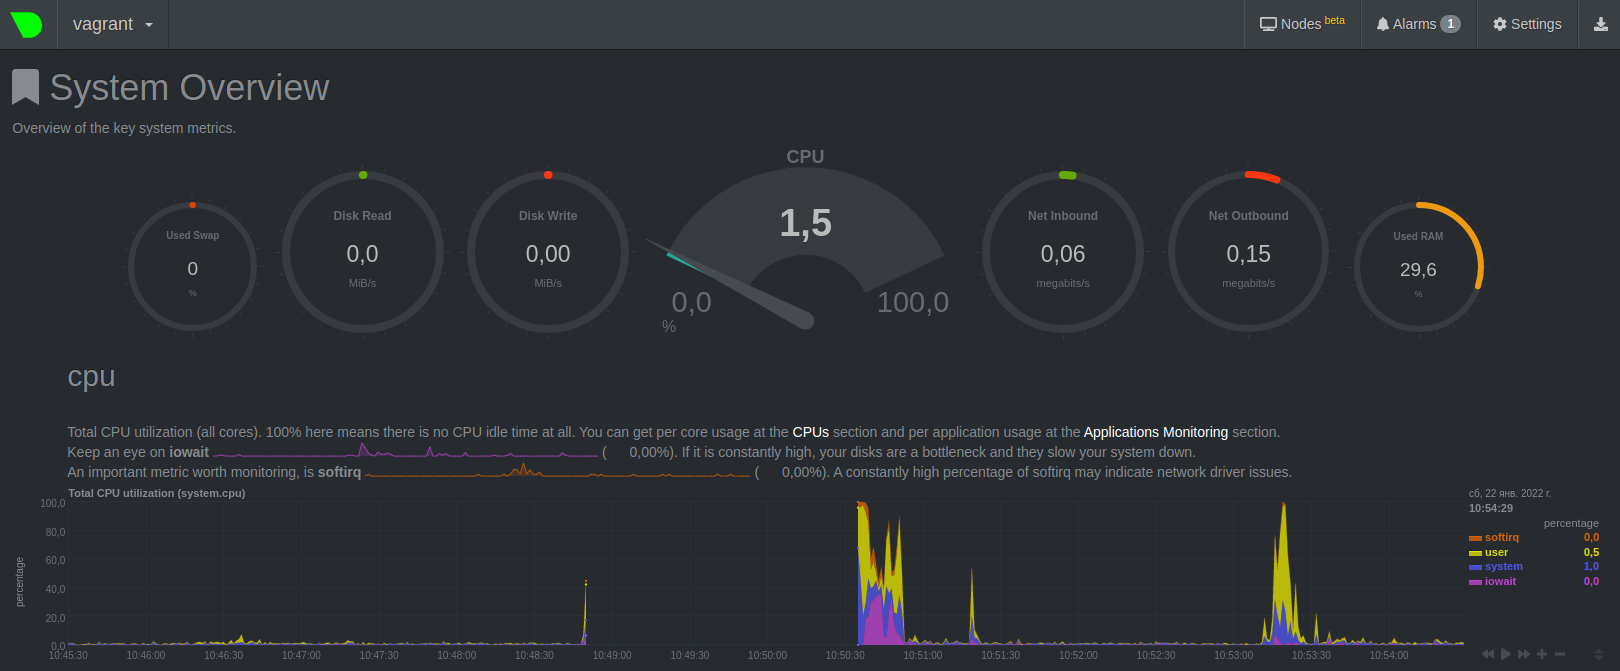 vagrant
Nodes beta
Alarms 1
Settings
System Overview
Overview of the key system metrics.
Used Swap
0
%
Disk Read
0,0
MiB/s
Disk Write
0,00
MiB/s
CPU
1,5
0,0
100,0
%
Net Inbound
0,06
megabits/s
Net Outbound
0,15
megabits/s
Used RAM
29,6
%
cpu
Total CPU utilization (all cores). 100% here means there is no CPU idle time at all. You can get per core usage at the CPUs section and per application usage at the Applications Monitoring section.
Keep an eye on iowait ( 0,00%). If it is constantly high, your disks are a bottleneck and they slow your system down.
An important metric worth monitoring, is softirq ( 0,00%). A constantly high percentage of softirq may indicate network driver issues.
Total CPU utilization (system.cpu)
percentage
100,0
80,0
60,0
40,0
20,0
0,0
10:45:30 10:46:00 10:46:30 10:47:00 10:47:30 10:48:00 10:48:30 10:49:00 10:49:30 10:50:00 10:50:30 10:51:00 10:51:30 10:52:00 10:52:30 10:53:00 10:53:30 10:54:00
сб, 22 янв. 2022 г.
10:54:29
percentage
softirq 0,0
user 0,5
system 1,0
iowait 0,0